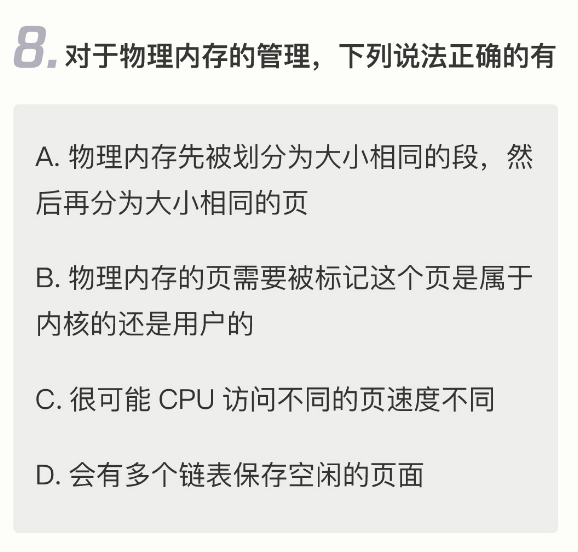 8. 对于物理内存的管理，下列说法正确的有
A. 物理内存先被划分为大小相同的段，然
后再分为大小相同的页
B. 物理内存的页需要被标记这个页是属于
内核的还是用户的
C. 很可能 CPU 访问不同的页速度不同
D. 会有多个链表保存空闲的页面